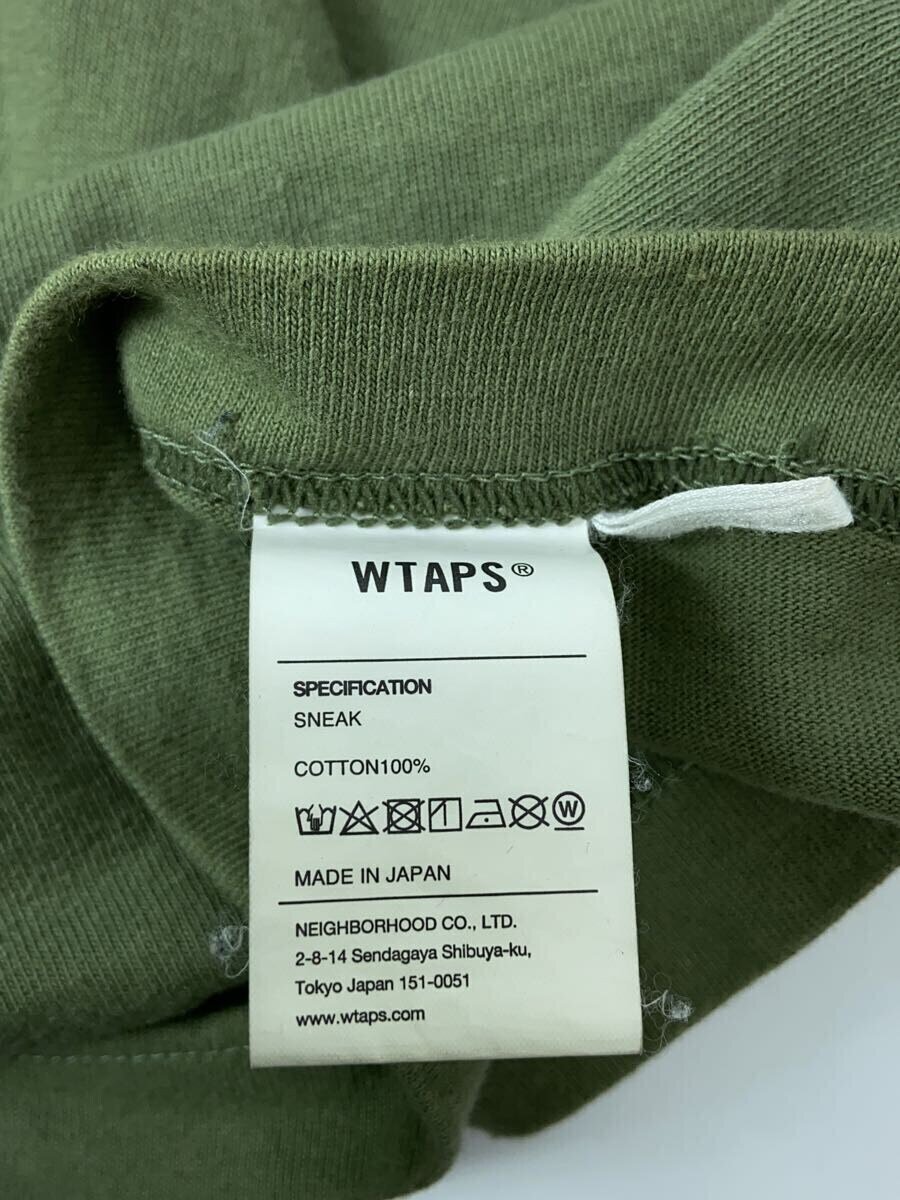 WTAPS®
SPECIFICATION
SNEAK
COTTON100%
MADE IN JAPAN
NEIGHBORHOOD CO., LTD.
2-8-14 Sendagaya Shibuya-ku,
Tokyo Japan 151-0051
www.wtaps.com